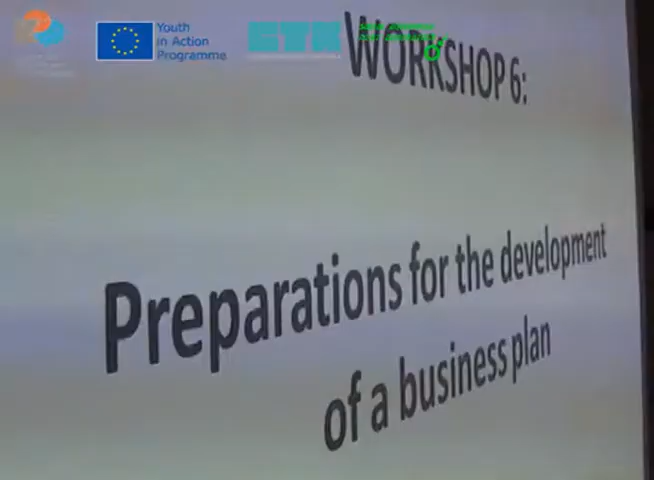 Youth
in Action
Programme
WORKSHOP 6:
Preparations for the development
of a business plan